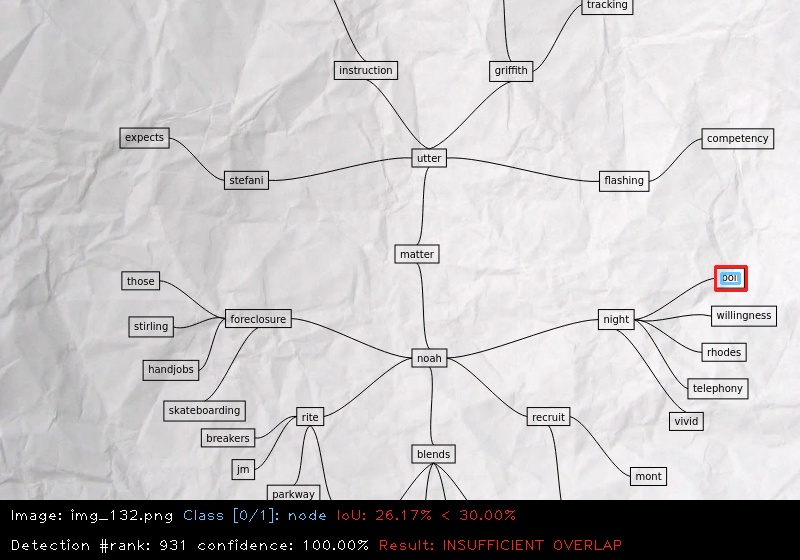 tracking
instruction
griffith
expects
competency
utter
stefani
flashing
matter
those
willingness
stirling
foreclosure
night
rhodes
noah
handjobs
telephony
skateboarding
rite
recruit
vivid
breakers
blends
jm
mont
parkway
Image: img_132.png Class [0/1]: node IoU: 26.17% < 30.00%
Detection #rank: 931 confidence: 100.00% Result: INSUFFICIENT OVERLAP